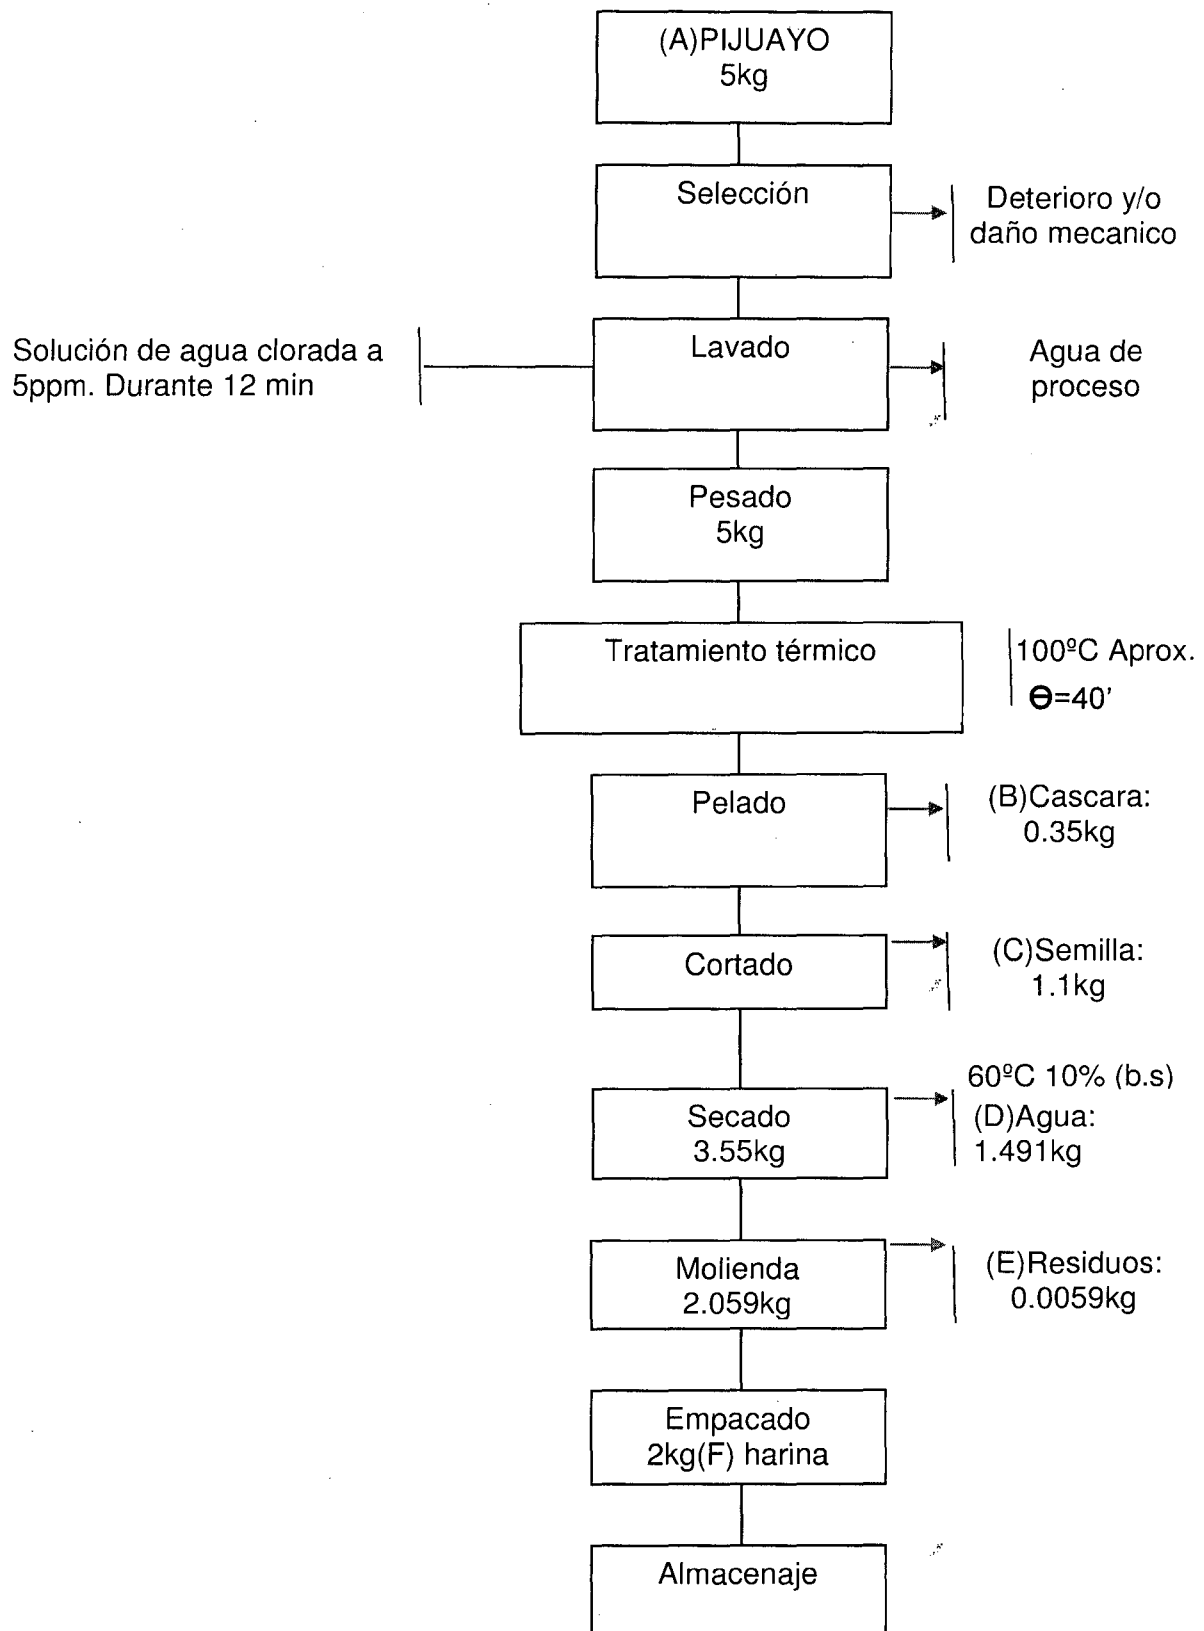 (A)PIJUAYO
5kg
Selección
Deterioro y/o
daño mecanico
Solución de agua clorada a
5ppm. Durante 12 min
Lavado
Agua de
proceso
Pesado
5kg
Tratamiento térmico
100ºC Aprox.
Ɵ=40’
Pelado
(B)Cascara:
0.35kg
Cortado
(C)Semilla:
1.1kg
Secado
3.55kg
60ºC 10% (b.s)
(D)Agua:
1.491kg
Molienda
2.059kg
(E)Residuos:
0.0059kg
Empacado
2kg(F) harina
Almacenaje